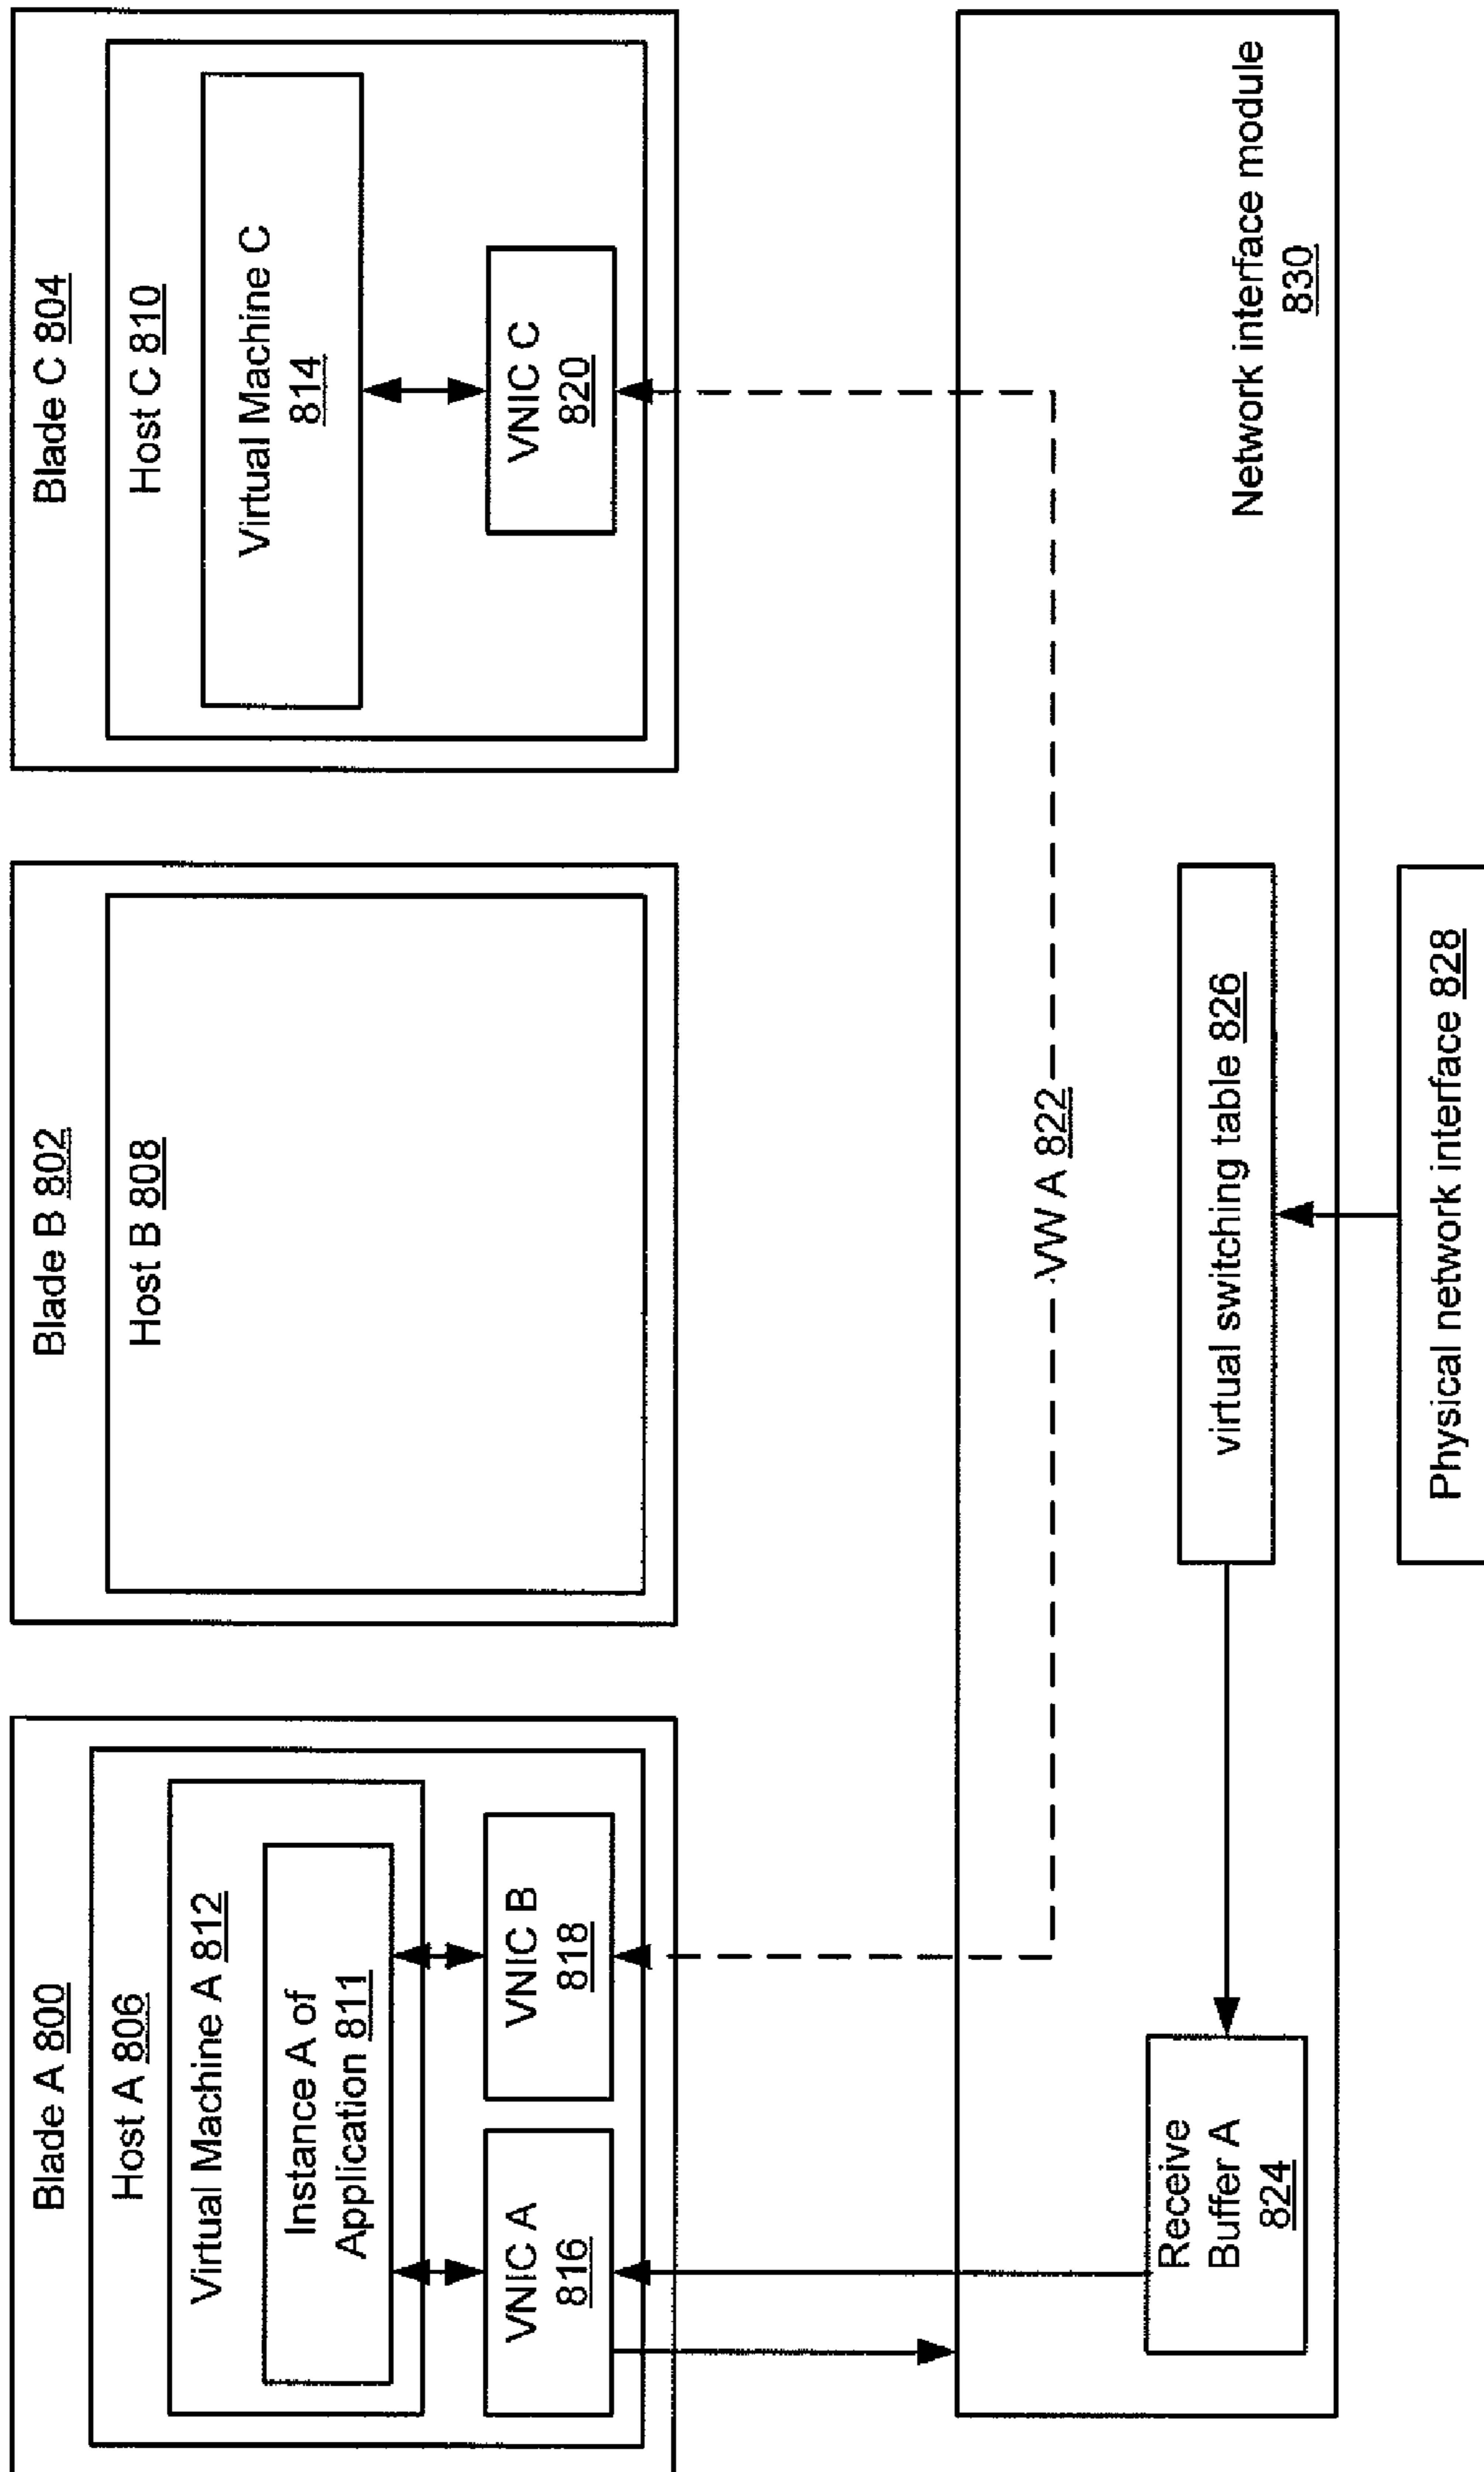 Blade A 800
Host A 806
Virtual Machine A 812
Instance A of
Application 811
VNIC A
816
VNIC B
818
Blade B 802
Host B 808
Blade C 804
Host C 810
Virtual Machine C
814
VNIC C
820
VW A 822
Receive
Buffer A
824
virtual switching table 826
Network interface module
830
Physical network interface 828